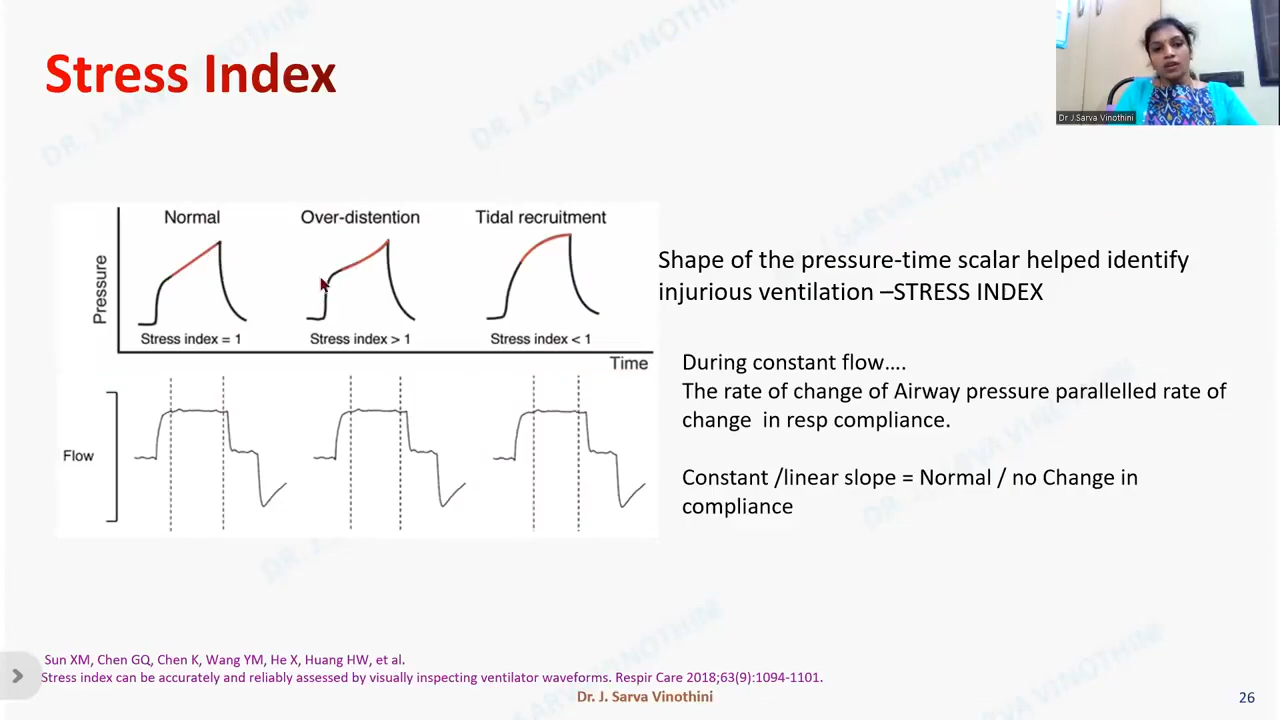 Stress Index
Dr J.Sarva Vinothini
Normal
Over-distention
Tidal recruitment
Pressure
Stress index = 1
Stress index > 1
Stress index < 1
Time
Flow
Shape of the pressure-time scalar helped identify
injurious ventilation –STRESS INDEX
During constant flow….
The rate of change of Airway pressure parallelled rate of
change in resp compliance.
Constant /linear slope = Normal / no Change in
compliance
Sun XM, Chen GQ, Chen K, Wang YM, He X, Huang HW, et al.
Stress index can be accurately and reliably assessed by visually inspecting ventilator waveforms. Respir Care 2018;63(9):1094-1101.
Dr. J. Sarva Vinothini
26
DR. J.SARVA VINOTHINI